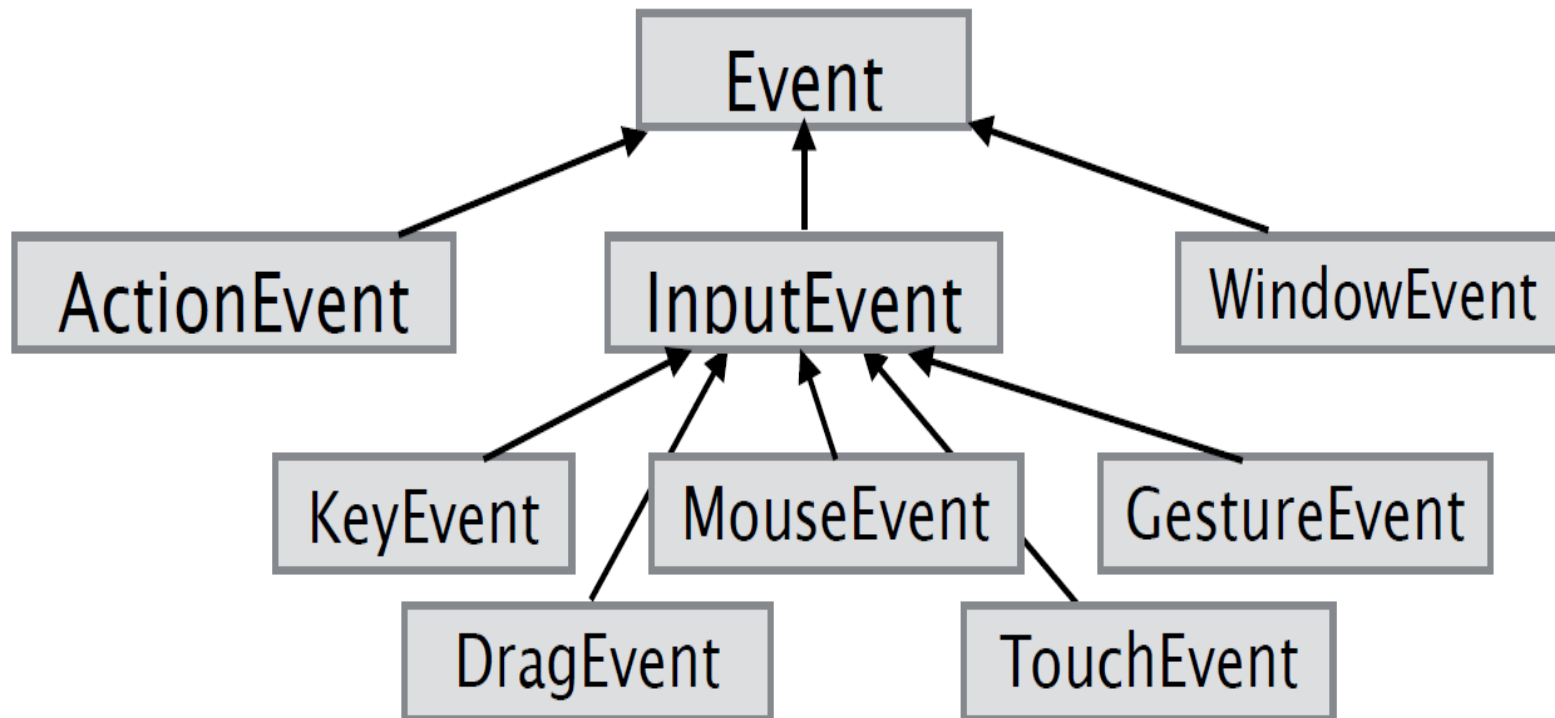 Event
ActionEvent
InputEvent
WindowEvent
KeyEvent
MouseEvent
GestureEvent
DragEvent
TouchEvent